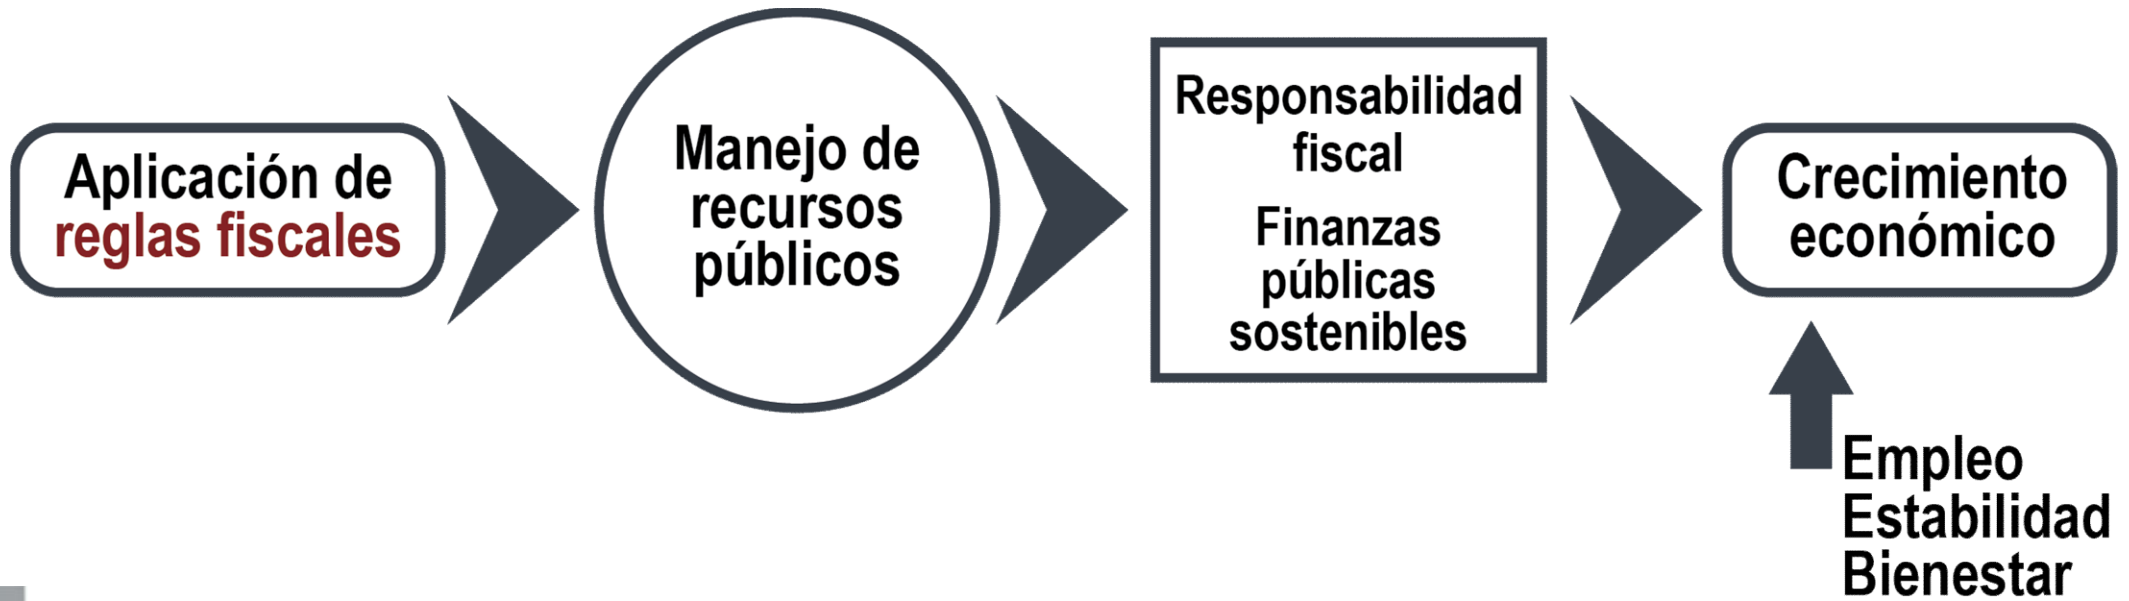 Aplicación de
reglas fiscales
Manejo de
recursos
públicos
Responsabilidad
fiscal
Finanzas
públicas
sostenibles
Crecimiento
económico
Empleo
Estabilidad
Bienestar